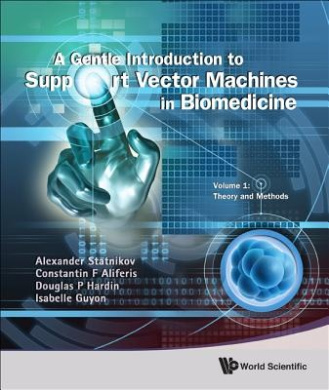 A Gentle Introduction to
Support Vector Machines
in Biomedicine
Volume 1:
Theory and Methods
Alexander Statnikov
Constantin F Aliferis
Douglas P Hardin
Isabelle Guyon
World Scientific